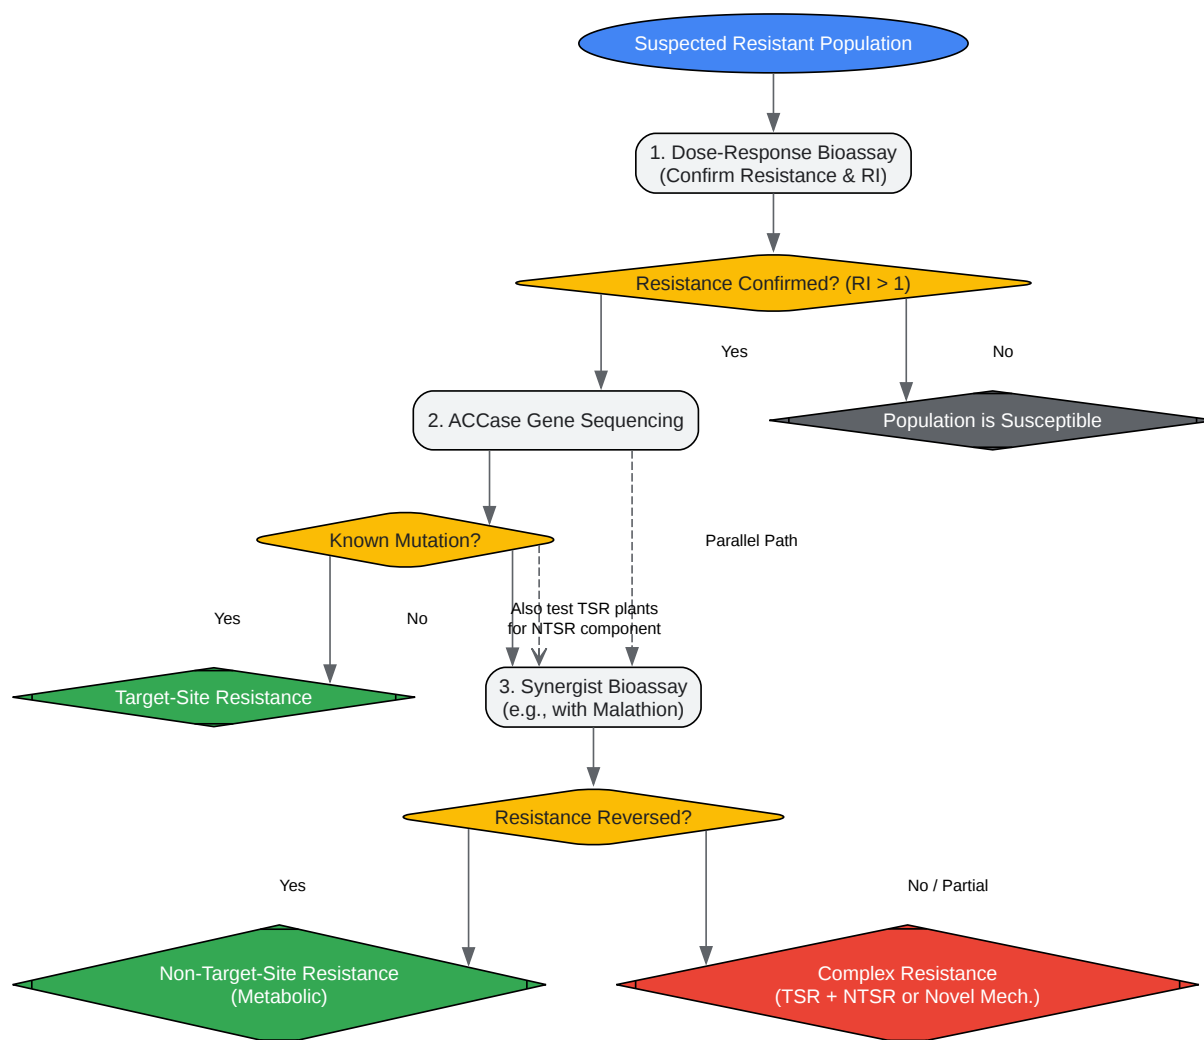 Suspected Resistant Population
1. Dose-Response Bioassay
(Confirm Resistance & RI)
Resistance Confirmed? (RI > 1)
Yes
No
2. ACCase Gene Sequencing
Population is Susceptible
Known Mutation?
Parallel Path
Yes
No
Also test TSR plants
for NTSR component
Target-Site Resistance
3. Synergist Bioassay
(e.g., with Malathion)
Resistance Reversed?
Yes
No / Partial
Non-Target-Site Resistance
(Metabolic)
Complex Resistance
(TSR + NTSR or Novel Mech.)